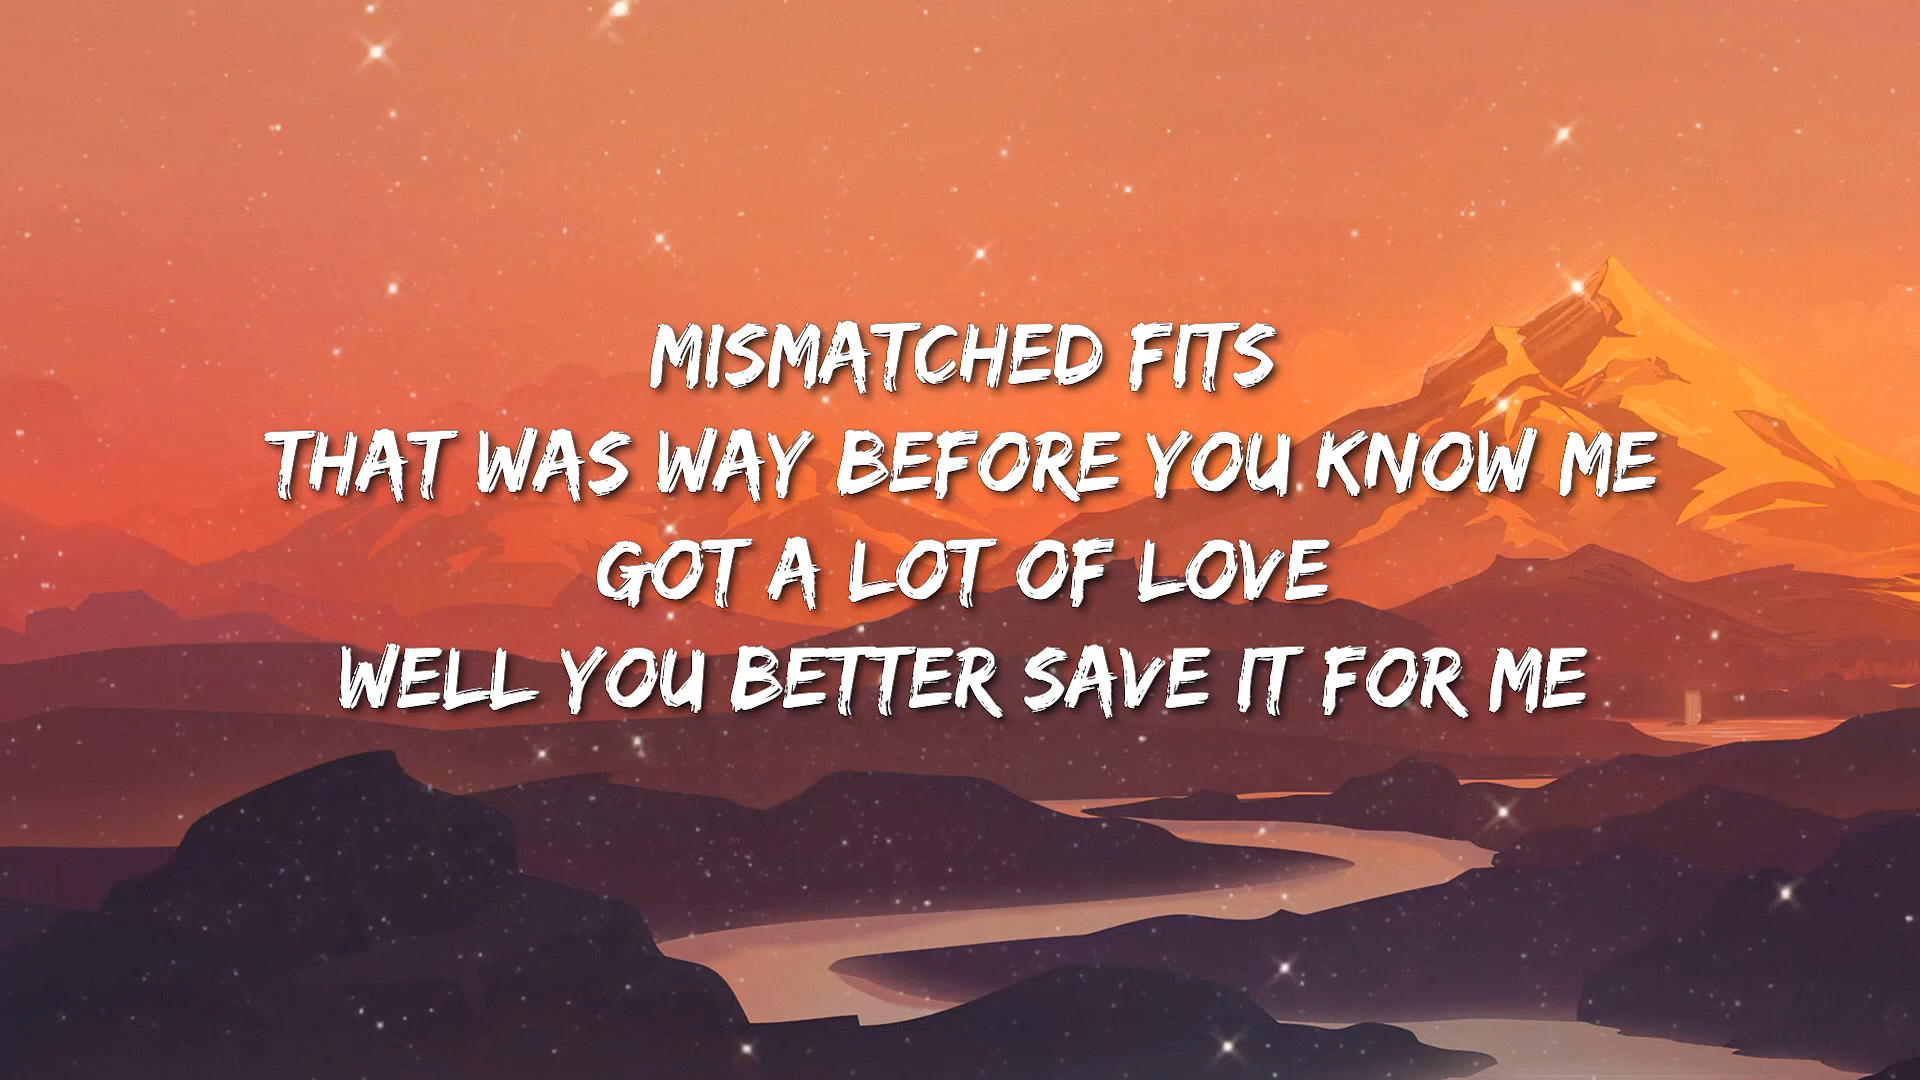 MISMATCHED FITS
THAT WAS WAY BEFORE YOU KNOW ME
GOT A LOT OF LOVE
WELL YOU BETTER SAVE IT FOR ME